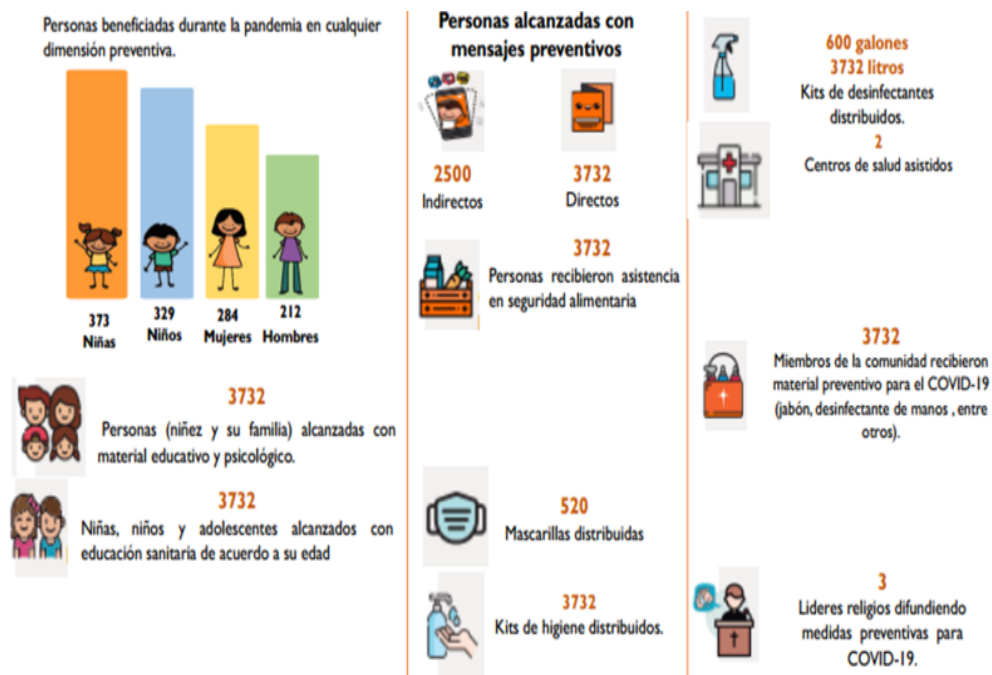 Personas beneficiadas durante la pandemia en cualquier
dimensión preventiva.
373
Niñas
329
Niños
284
Mujeres
212
Hombres
3732
Personas (niñez y su familia) alcanzadas con
material educativo y psicológico.
3732
Niñas, niños y adolescentes alcanzados con
educación sanitaria de acuerdo a su edad
Personas alcanzadas con
mensajes preventivos
2500
Indirectos
3732
Directos
3732
Personas recibieron asistencia
en seguridad alimentaria
520
Mascarillas distribuidas
3732
Kits de higiene distribuidos.
600 galones
3732 litros
Kits de desinfectantes
distribuidos.
2
Centros de salud asistidos
3732
Miembros de la comunidad recibieron
material preventivo para el COVID-19
(jabón, desinfectante de manos , entre
otros).
3
Lideres religios difundiendo
medidas preventivas para
COVID-19.